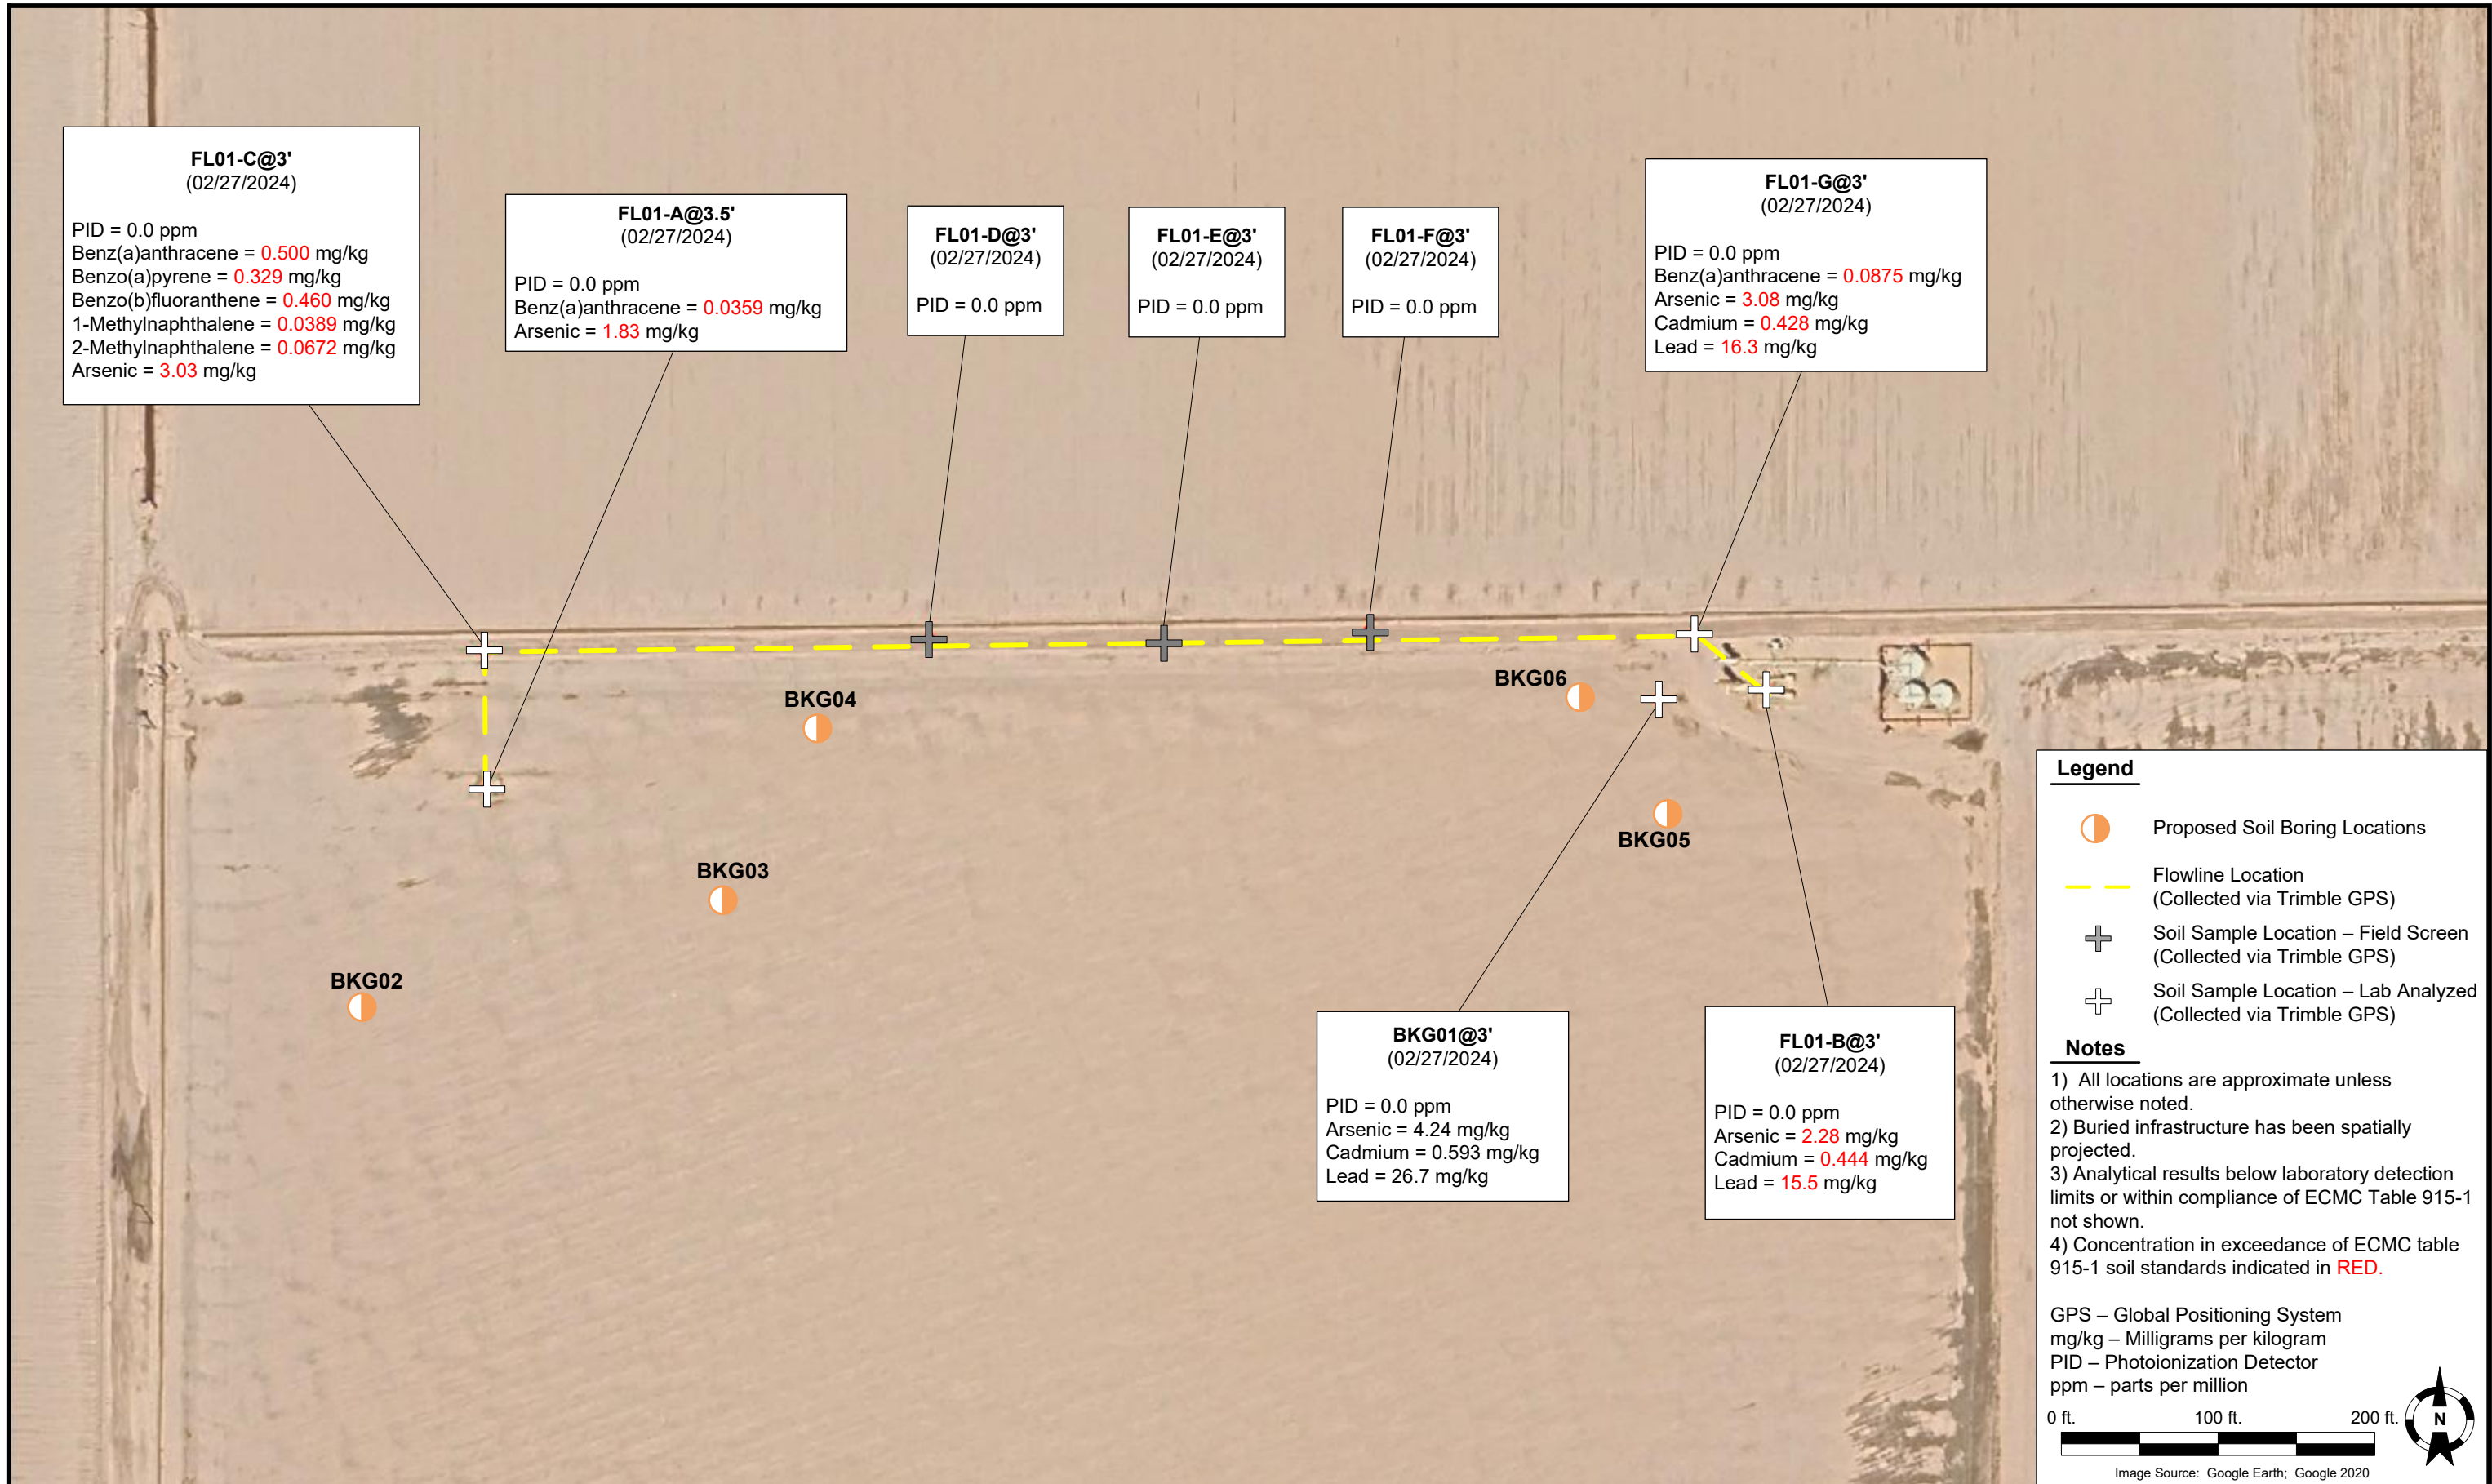 FL01-C@3'
(02/27/2024)
PID = 0.0 ppm
Benz(a)anthracene = 0.500 mg/kg
Benzo(a)pyrene = 0.329 mg/kg
Benzo(b)fluoranthene = 0.460 mg/kg
1-Methylnaphthalene = 0.0389 mg/kg
2-Methylnaphthalene = 0.0672 mg/kg
Arsenic = 3.03 mg/kg
FL01-A@3.5'
(02/27/2024)
PID = 0.0 ppm
Benz(a)anthracene = 0.0359 mg/kg
Arsenic = 1.83 mg/kg
FL01-D@3'
(02/27/2024)
PID = 0.0 ppm
FL01-E@3'
(02/27/2024)
PID = 0.0 ppm
FL01-F@3'
(02/27/2024)
PID = 0.0 ppm
FL01-G@3'
(02/27/2024)
PID = 0.0 ppm
Benz(a)anthracene = 0.0875 mg/kg
Arsenic = 3.08 mg/kg
Cadmium = 0.428 mg/kg
Lead = 16.3 mg/kg
BKG06
BKG04
BKG05
BKG03
BKG02
BKG01@3'
(02/27/2024)
PID = 0.0 ppm
Arsenic = 4.24 mg/kg
Cadmium = 0.593 mg/kg
Lead = 26.7 mg/kg
FL01-B@3'
(02/27/2024)
PID = 0.0 ppm
Arsenic = 2.28 mg/kg
Cadmium = 0.444 mg/kg
Lead = 15.5 mg/kg
Legend
Proposed Soil Boring Locations
Flowline Location
(Collected via Trimble GPS)
Soil Sample Location – Field Screen
(Collected via Trimble GPS)
Soil Sample Location – Lab Analyzed
(Collected via Trimble GPS)
Notes
1) All locations are approximate unless
otherwise noted.
2) Buried infrastructure has been spatially
projected.
3) Analytical results below laboratory detection
limits or within compliance of ECMC Table 915-1
not shown.
4) Concentration in exceedance of ECMC table
915-1 soil standards indicated in RED.
GPS – Global Positioning System
mg/kg – Milligrams per kilogram
PID – Photoionization Detector
ppm – parts per million
0 ft. 100 ft. 200 ft.
N
Image Source: Google Earth; Google 2020